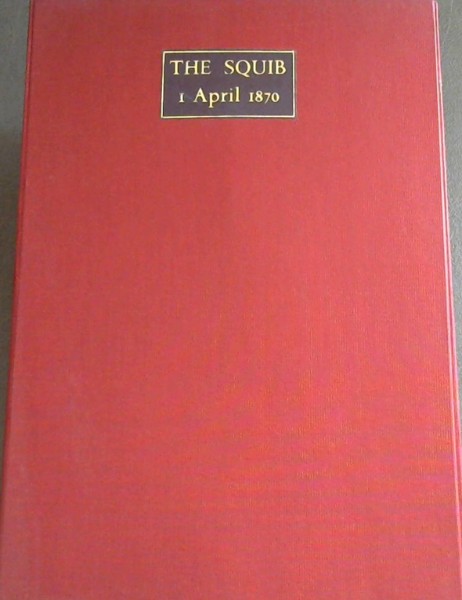 THE SQUIB
1 April 1870